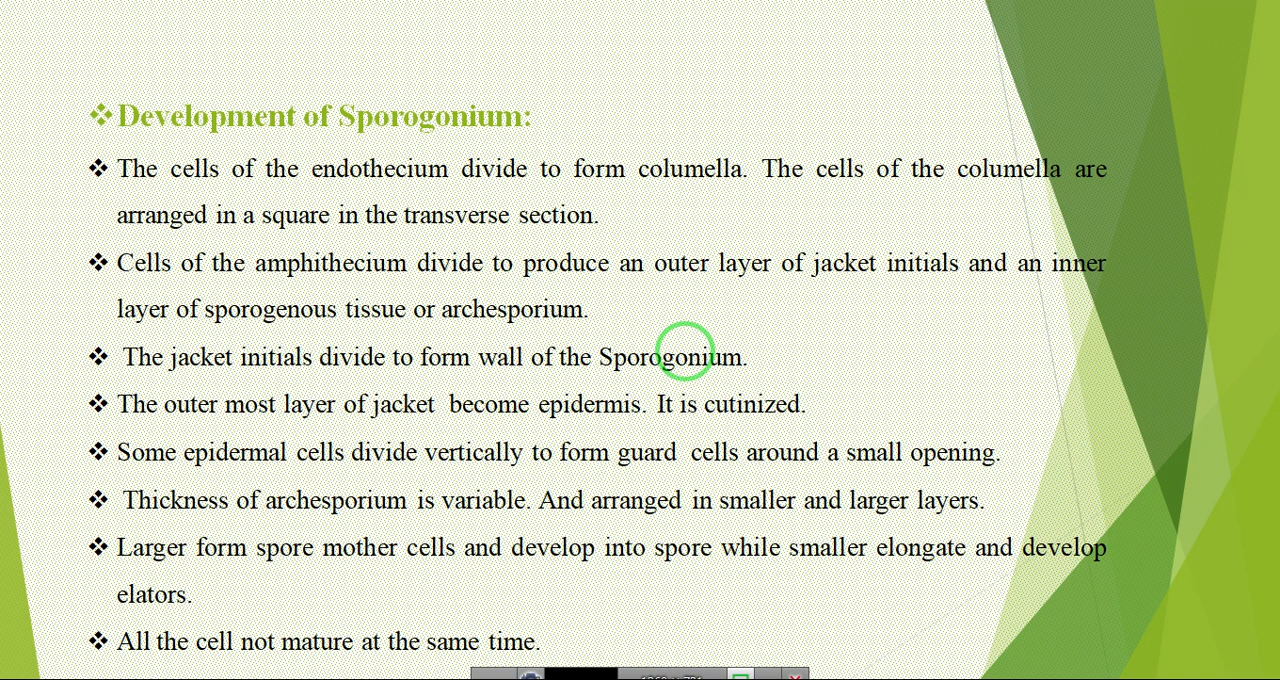 Development of Sporogonium:
The cells of the endothecium divide to form columella. The cells of the columella are
arranged in a square in the transverse section.
Cells of the amphithecium divide to produce an outer layer of jacket initials and an inner
layer of sporogenous tissue or archesporium.
The jacket initials divide to form wall of the Sporogonium.
The outer most layer of jacket become epidermis. It is cutinized.
Some epidermal cells divide vertically to form guard cells around a small opening.
Thickness of archesporium is variable. And arranged in smaller and larger layers.
Larger form spore mother cells and develop into spore while smaller elongate and develop
elators.
All the cell not mature at the same time.